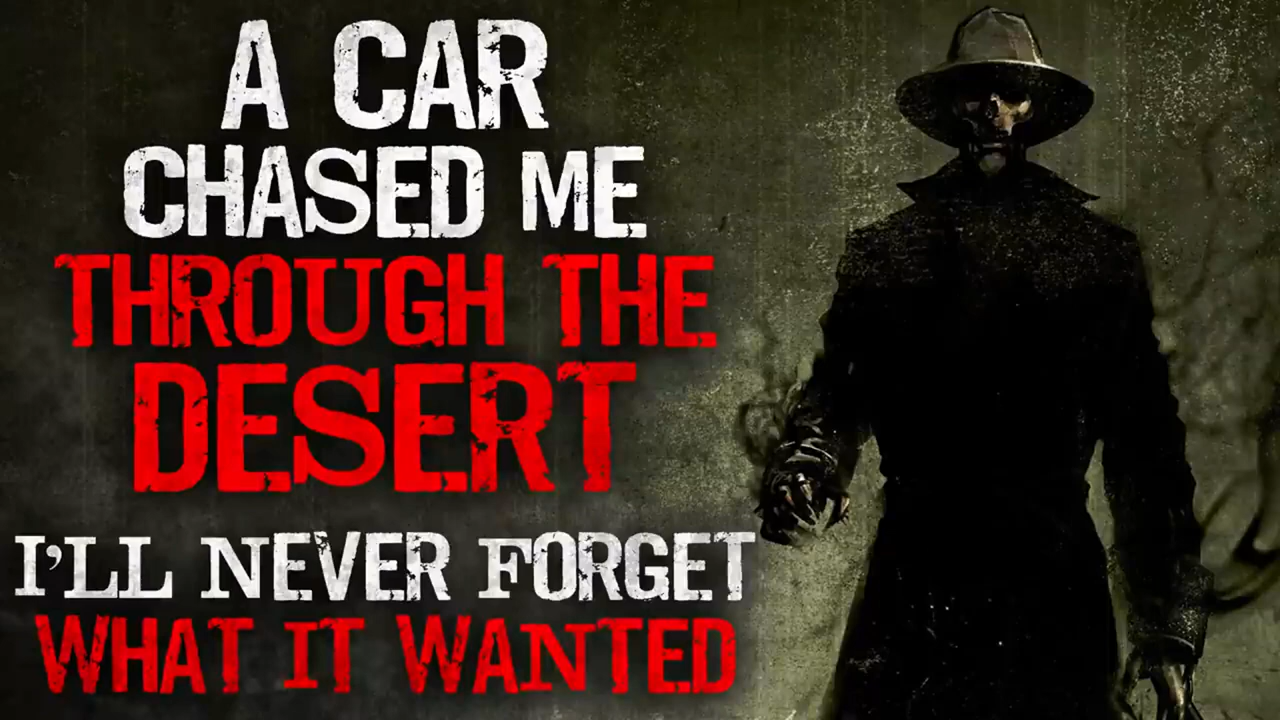 A CAR
CHASED ME
THROUGH THE
DESERT
I'LL NEVER FORGET
WHAT IT WANTED